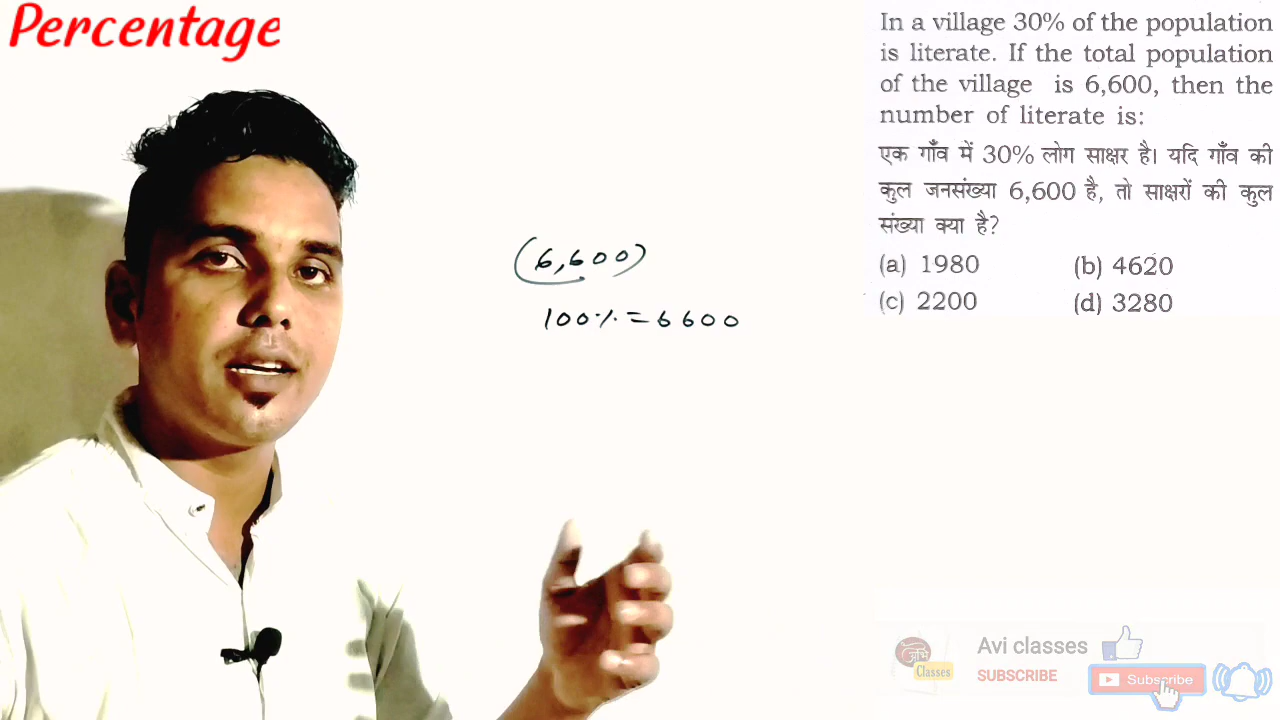 Percentage
In a village 30% of the population
is literate. If the total population
of the village is 6,600, then the
number of literate is:
एक गाँव में 30% लोग साक्षर है। यदि गाँव की
कुल जनसंख्या 6,600 है, तो साक्षरों की कुल
संख्या क्या है?
(a) 1980 (b) 4620
(c) 2200 (d) 3280
(6,600)
100% = 6600
Avi classes
SUBSCRIBE
Subscribe
Classes